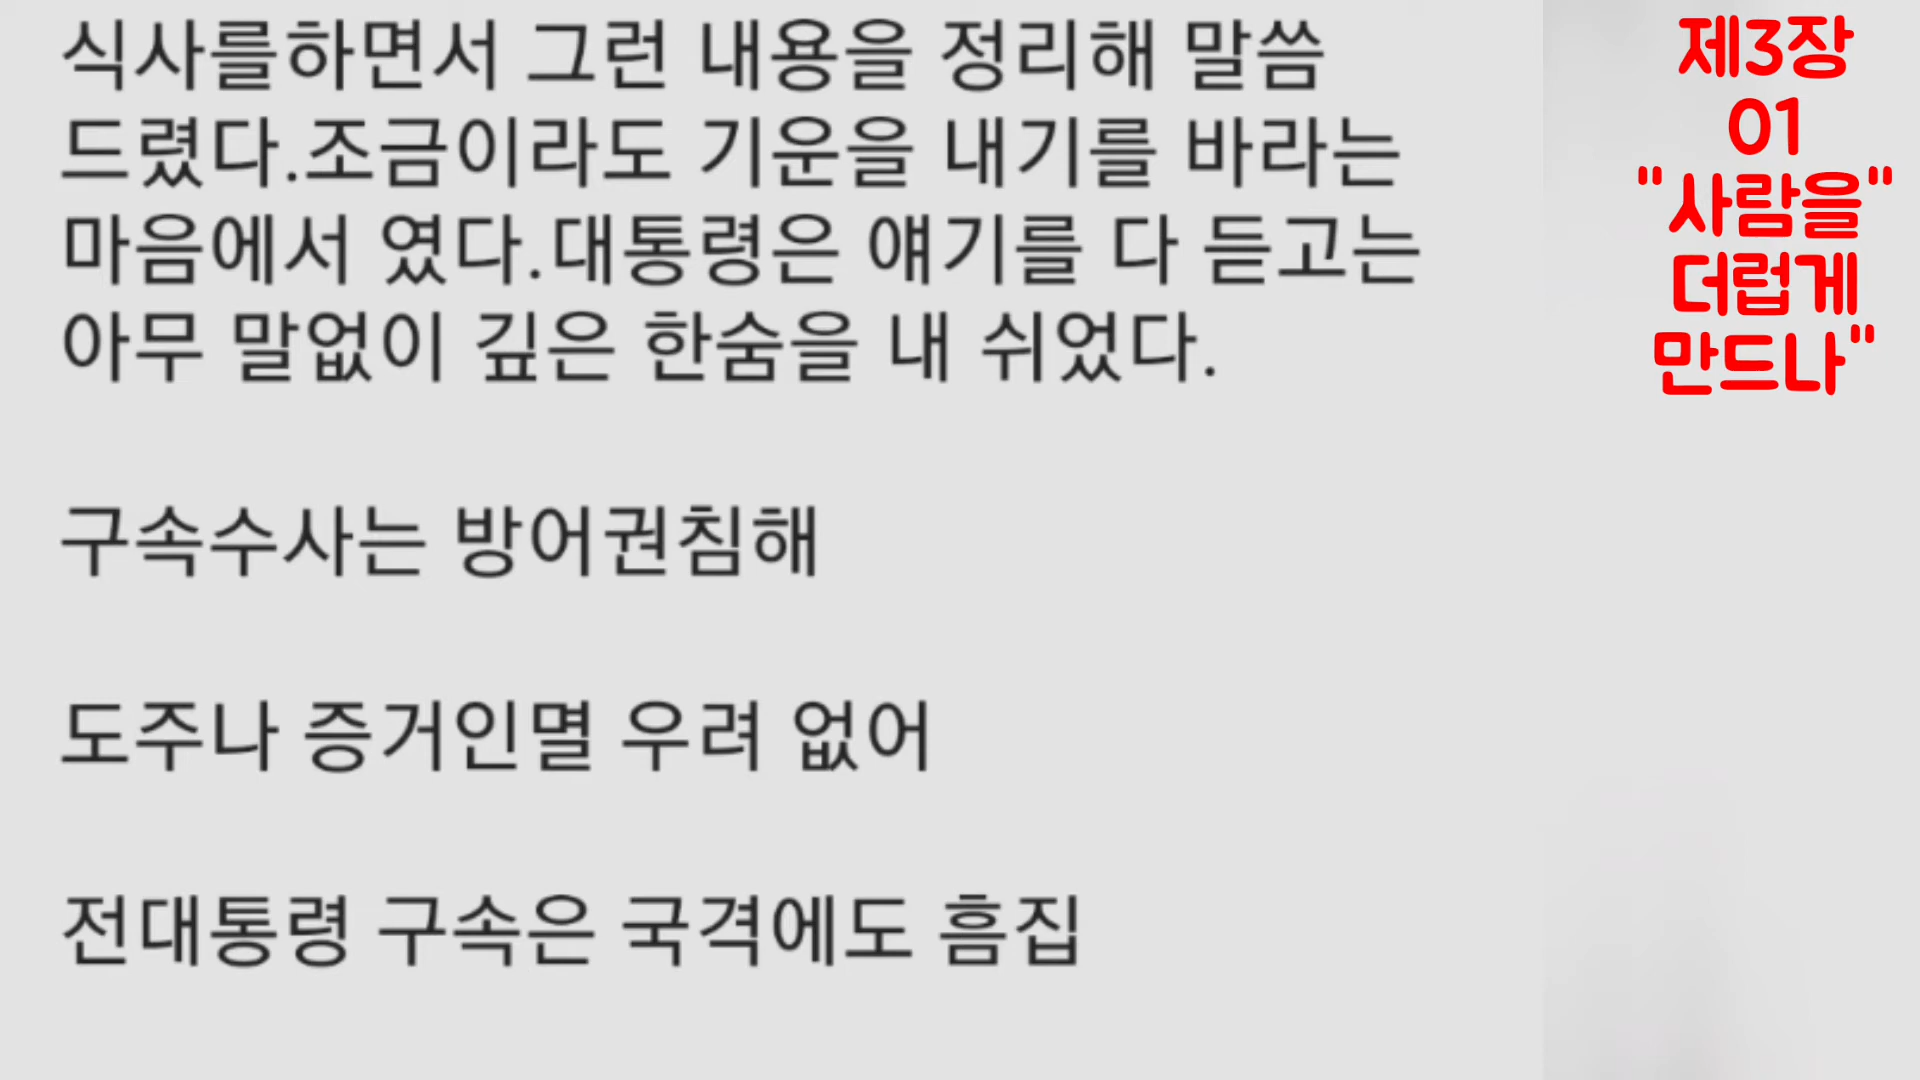 식사를하면서 그런 내용을 정리해 말씀
드렸다.조금이라도 기운을 내기를 바라는
마음에서 였다.대통령은 얘기를 다 듣고는
아무 말없이 깊은 한숨을 내 쉬었다.
구속수사는 방어권침해
도주나 증거인멸 우려 없어
전대통령 구속은 국격에도 흠집
제3장
01
"사람을"
더럽게
만드나"